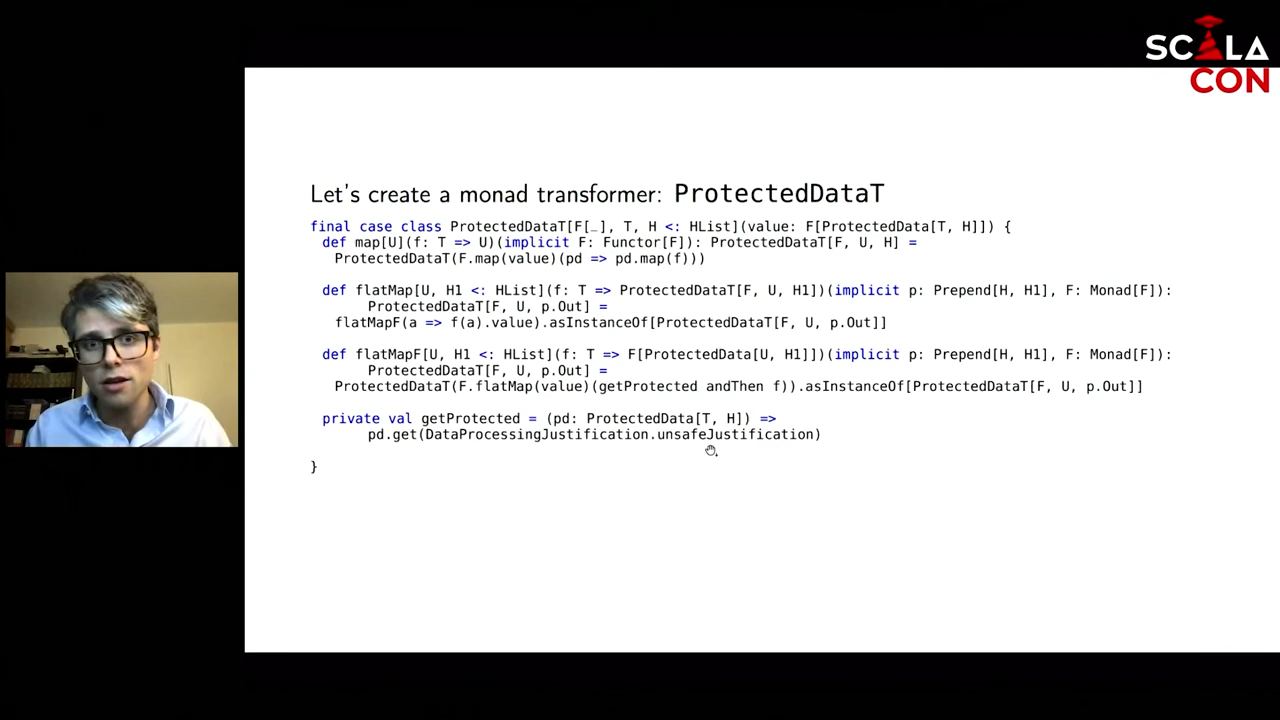 SCALA
CON
Let's create a monad transformer: ProtectedDataT
final case class ProtectedDataT[F[_], T, H <: HList](value: F[ProtectedData[T, H]]) {
def map[U](f: T => U)(implicit F: Functor[F]): ProtectedDataT[F, U, H] =
ProtectedDataT(F.map(value)(pd => pd.map(f)))
def flatMap[U, H1 <: HList](f: T => ProtectedDataT[F, U, H1])(implicit p: Prepend[H, H1], F: Monad[F]):
ProtectedDataT[F, U, p.Out] =
flatMapF(a => f(a).value).asInstanceOf[ProtectedDataT[F, U, p.Out]]
def flatMapF[U, H1 <: HList](f: T => F[ProtectedData[U, H1]])(implicit p: Prepend[H, H1], F: Monad[F]):
ProtectedDataT[F, U, p.Out] =
ProtectedDataT(F.flatMap(value)(getProtected andThen f)).asInstanceOf[ProtectedDataT[F, U, p.Out]]
private val getProtected = (pd: ProtectedData[T, H]) =>
pd.get(DataProcessingJustification.unsafeJustification)
}